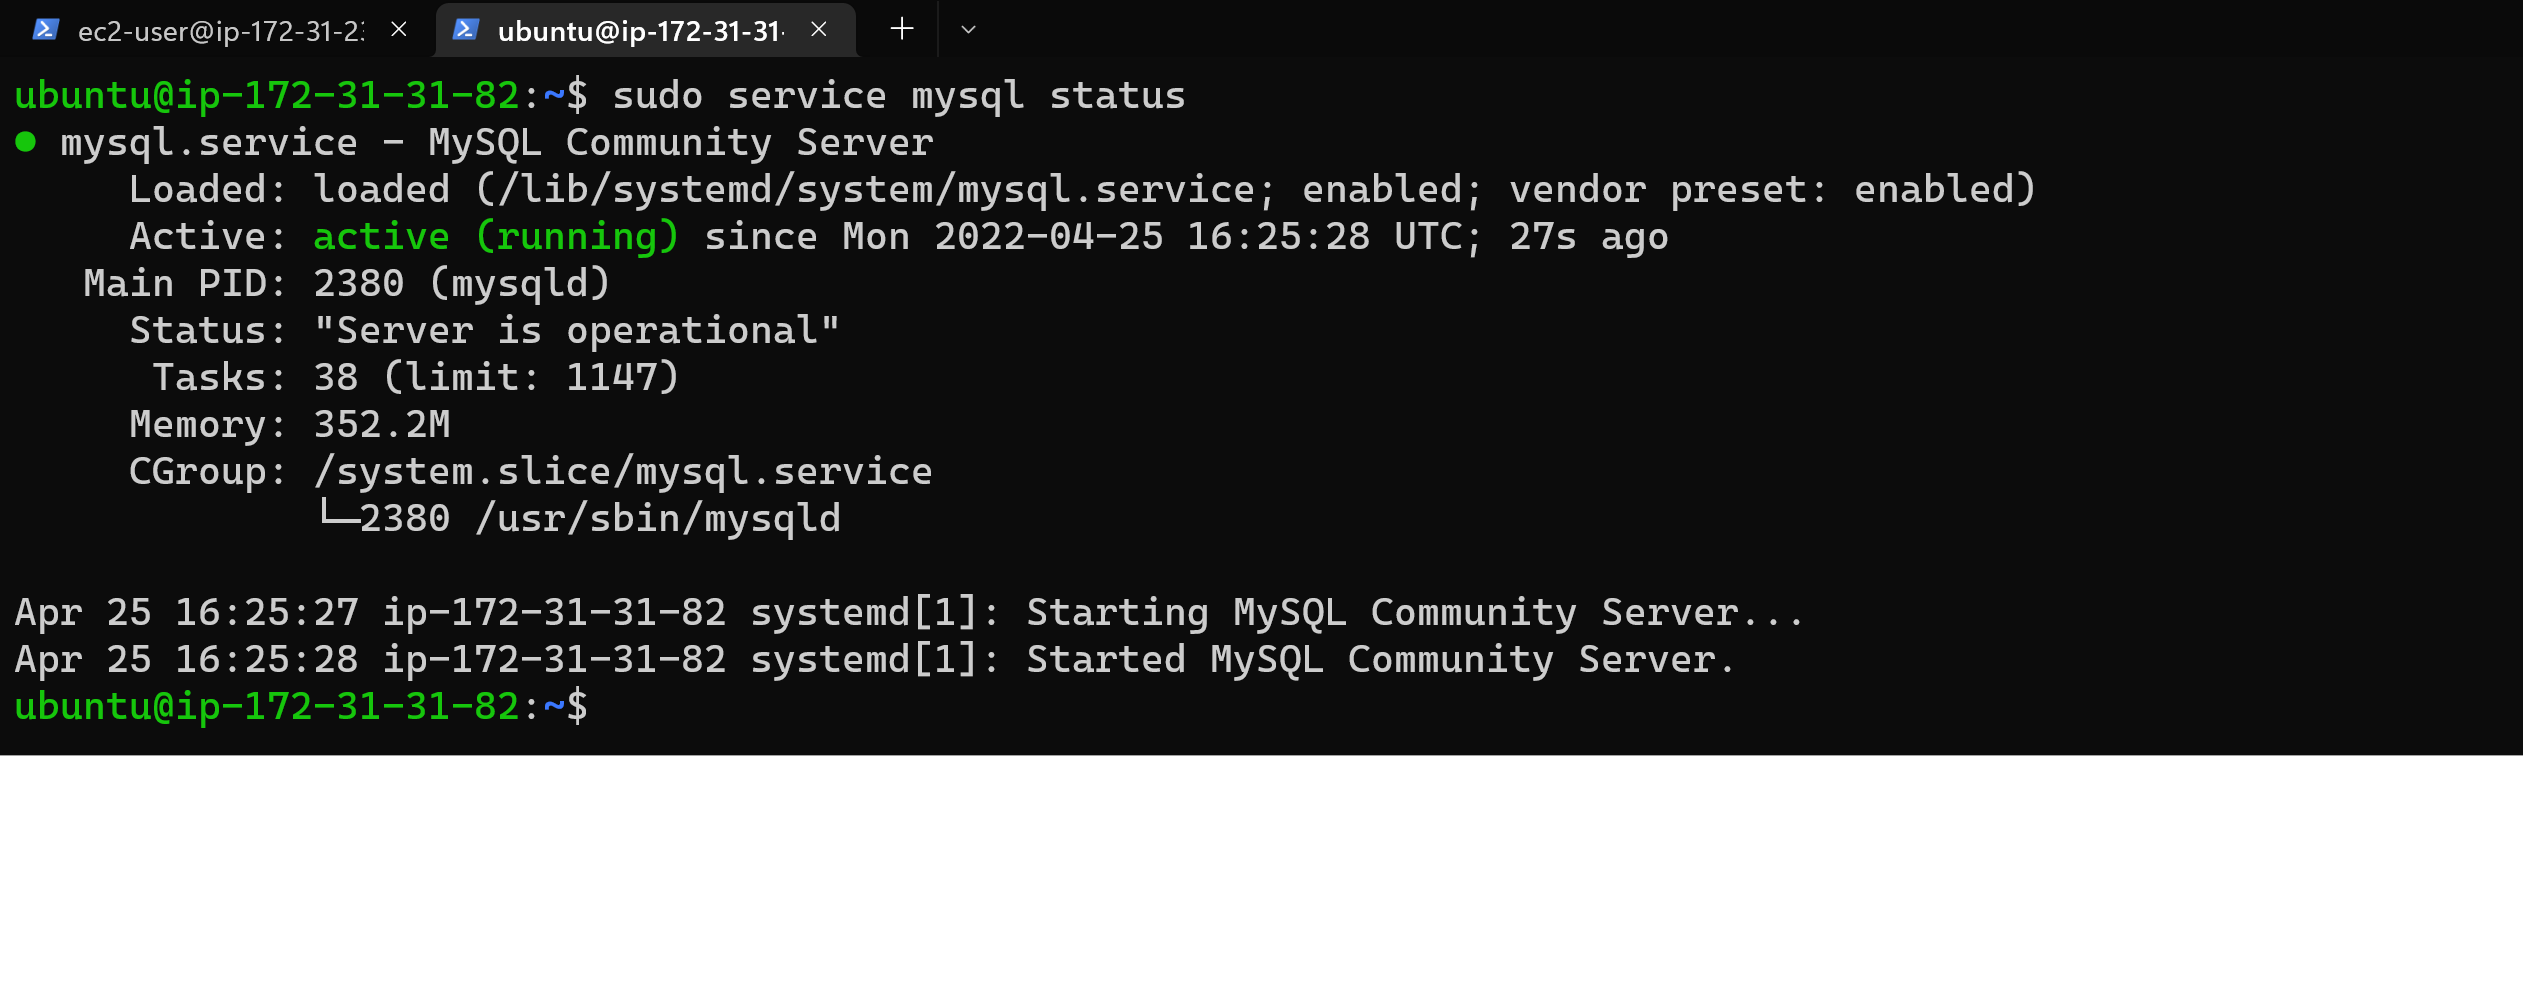 ec2-user@ip-172-31-23
ubuntu@ip-172-31-31-
ubuntu@ip-172-31-31-82:~$ sudo service mysql status
● mysql.service - MySQL Community Server
     Loaded: loaded (/lib/systemd/system/mysql.service; enabled; vendor preset: enabled)
     Active: active (running) since Mon 2022-04-25 16:25:28 UTC; 27s ago
   Main PID: 2380 (mysqld)
     Status: "Server is operational"
      Tasks: 38 (limit: 1147)
     Memory: 352.2M
     CGroup: /system.slice/mysql.service
             └─2380 /usr/sbin/mysqld
Apr 25 16:25:27 ip-172-31-31-82 systemd[1]: Starting MySQL Community Server...
Apr 25 16:25:28 ip-172-31-31-82 systemd[1]: Started MySQL Community Server.
ubuntu@ip-172-31-31-82:~$